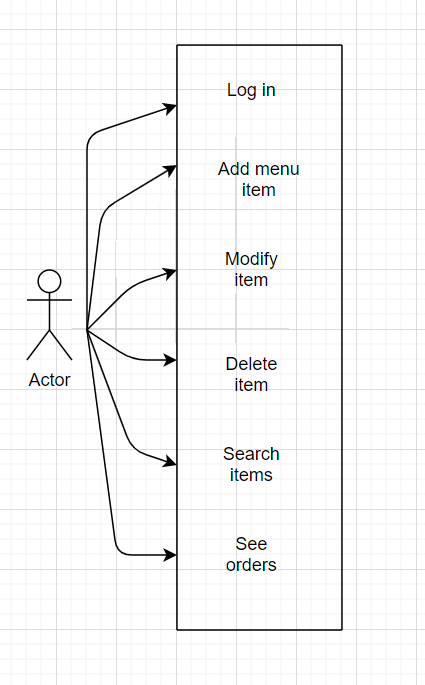 Log in
Add menu
item
Modify
item
Actor
Delete
item
Search
items
See
orders